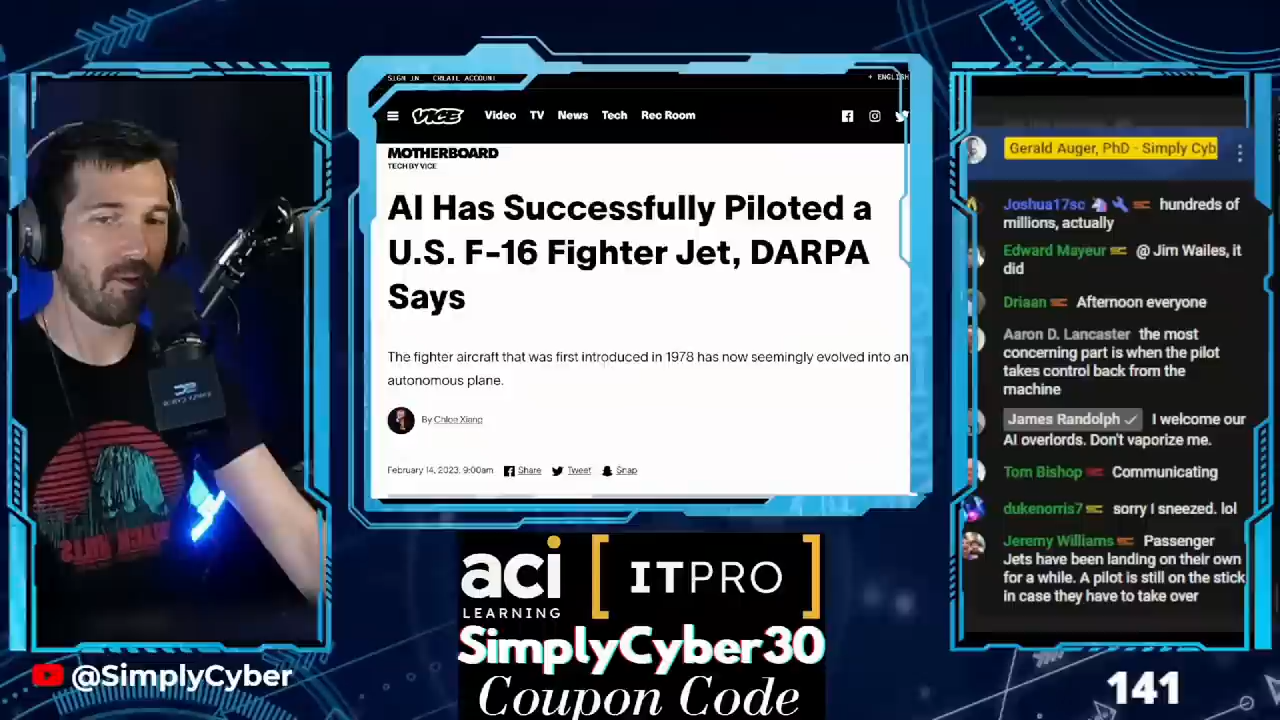 SIGN IN CREATE ACCOUNT
+ ENGLISH
VICE
Video TV News Tech Rec Room
MOTHERBOARD
TECH BY VICE
AI Has Successfully Piloted a
U.S. F-16 Fighter Jet, DARPA
Says
The fighter aircraft that was first introduced in 1978 has now seemingly evolved into an
autonomous plane.
By Chloe Xiang
February 14, 2023, 9:00am Share Tweet Snap
Gerald Auger, PhD - Simply Cyb
Joshua17sc hundreds of
millions, actually
Edward Mayeur @ Jim Wailes, it
did
Driaan Afternoon everyone
Aaron D. Lancaster the most
concerning part is when the pilot
takes control back from the
machine
James Randolph I welcome our
AI overlords. Don't vaporize me.
Tom Bishop Communicating
dukenorris7 sorry I sneezed. lol
Jeremy Williams Passenger
Jets have been landing on their own
for a while. A pilot is still on the stick
in case they have to take over
aci
LEARNING
[ITPRO]
SimplyCyber30
Coupon Code
@SimplyCyber
141